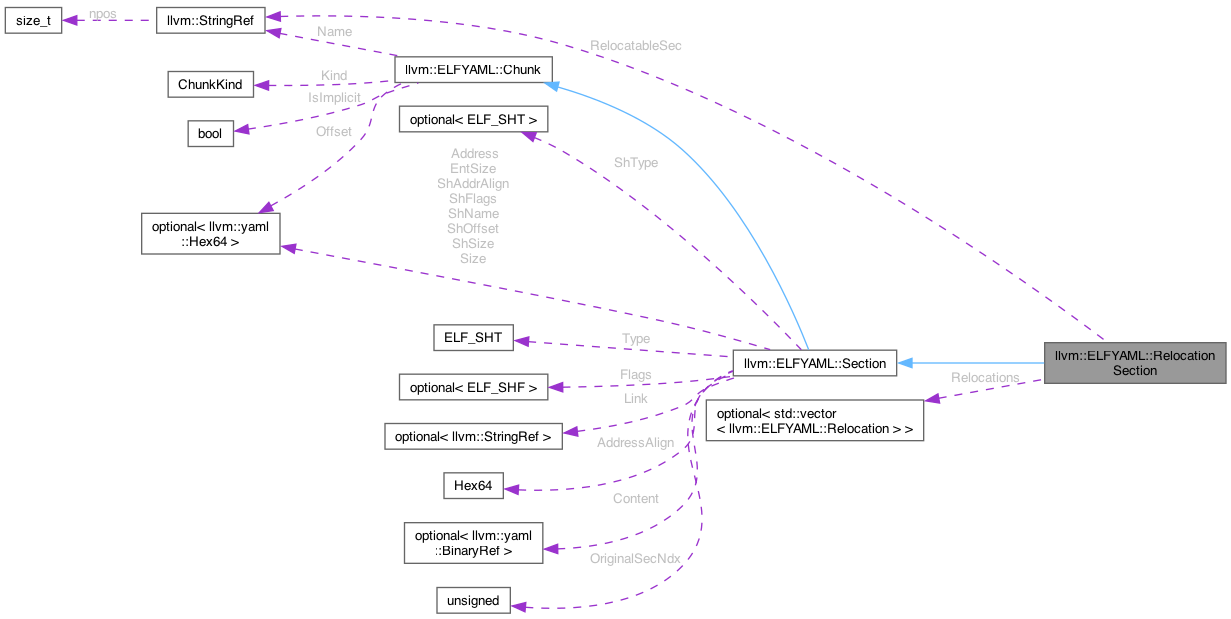 size_t
npos
llvm::StringRef
RelocatableSec
Name
llvm::ELFYAML::Chunk
ChunkKind
Kind
IsImplicit
bool
Offset
optional< ELF_SHT >
ShType
Address
EntSize
ShAddrAlign
ShFlags
ShName
ShOffset
ShSize
Size
optional< llvm::yaml
::Hex64 >
ELF_SHT
Type
llvm::ELFYAML::Section
llvm::ELFYAML::Relocation
Section
optional< ELF_SHF >
Flags
Relocations
Link
optional< std::vector
< llvm::ELFYAML::Relocation > >
optional< llvm::StringRef >
AddressAlign
Hex64
Content
optional< llvm::yaml
::BinaryRef >
OriginalSecNdx
unsigned